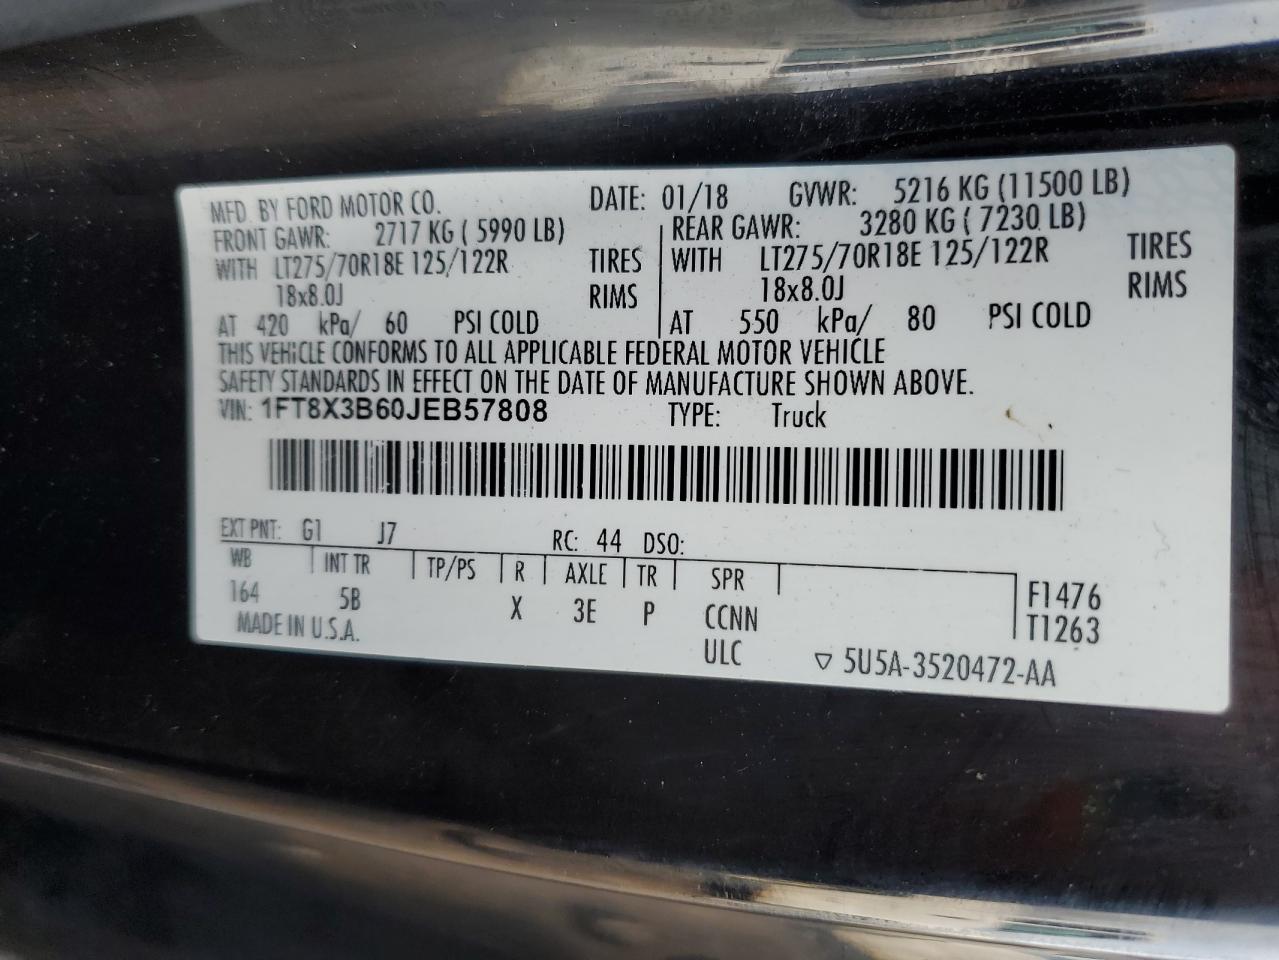 MFD. BY FORD MOTOR CO. DATE: 01/18 GVWR: 5216 KG (11500 LB)
FRONT GAWR: 2717 KG ( 5990 LB) REAR GAWR: 3280 KG ( 7230 LB)
WITH LT275/70R18E 125/122R TIRES WITH LT275/70R18E 125/122R TIRES
18x8.0J RIMS 18x8.0J RIMS
AT 420 kPa/ 60 PSI COLD AT 550 kPa/ 80 PSI COLD
THIS VEHICLE CONFORMS TO ALL APPLICABLE FEDERAL MOTOR VEHICLE
SAFETY STANDARDS IN EFFECT ON THE DATE OF MANUFACTURE SHOWN ABOVE.
VIN: 1FT8X3B60JEB57808 TYPE: Truck
EXT PNT: G1 J7 RC: 44 DSO:
WB INT TR TP/PS R AXLE TR SPR F1476
164 5B X 3E P CCNN T1263
MADE IN U.S.A. ULC ▽ 5U5A-3520472-AA